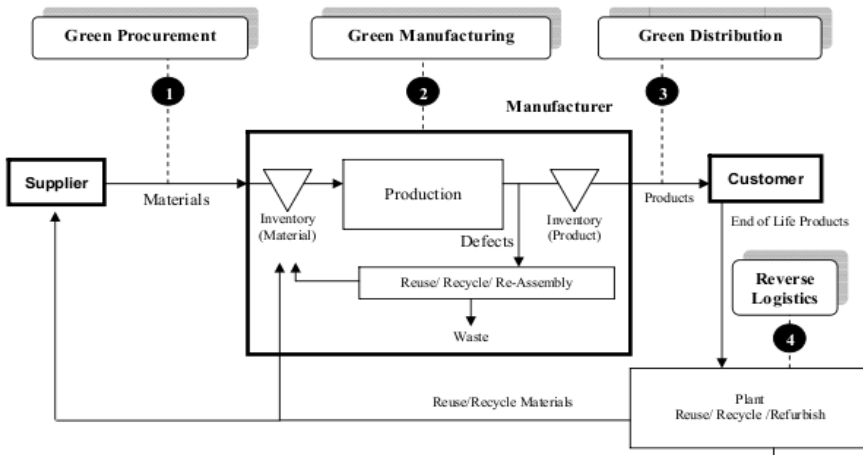 Green Procurement
Green Manufacturing
Green Distribution
1
2
3
Manufacturer
Supplier
Materials
Inventory
(Material)
Production
Defects
Inventory
(Product)
Products
Customer
End of Life Products
Reuse/ Recycle/ Re-Assembly
Waste
Reverse
Logistics
4
Reuse/Recycle Materials
Plant
Reuse/ Recycle /Refurbish